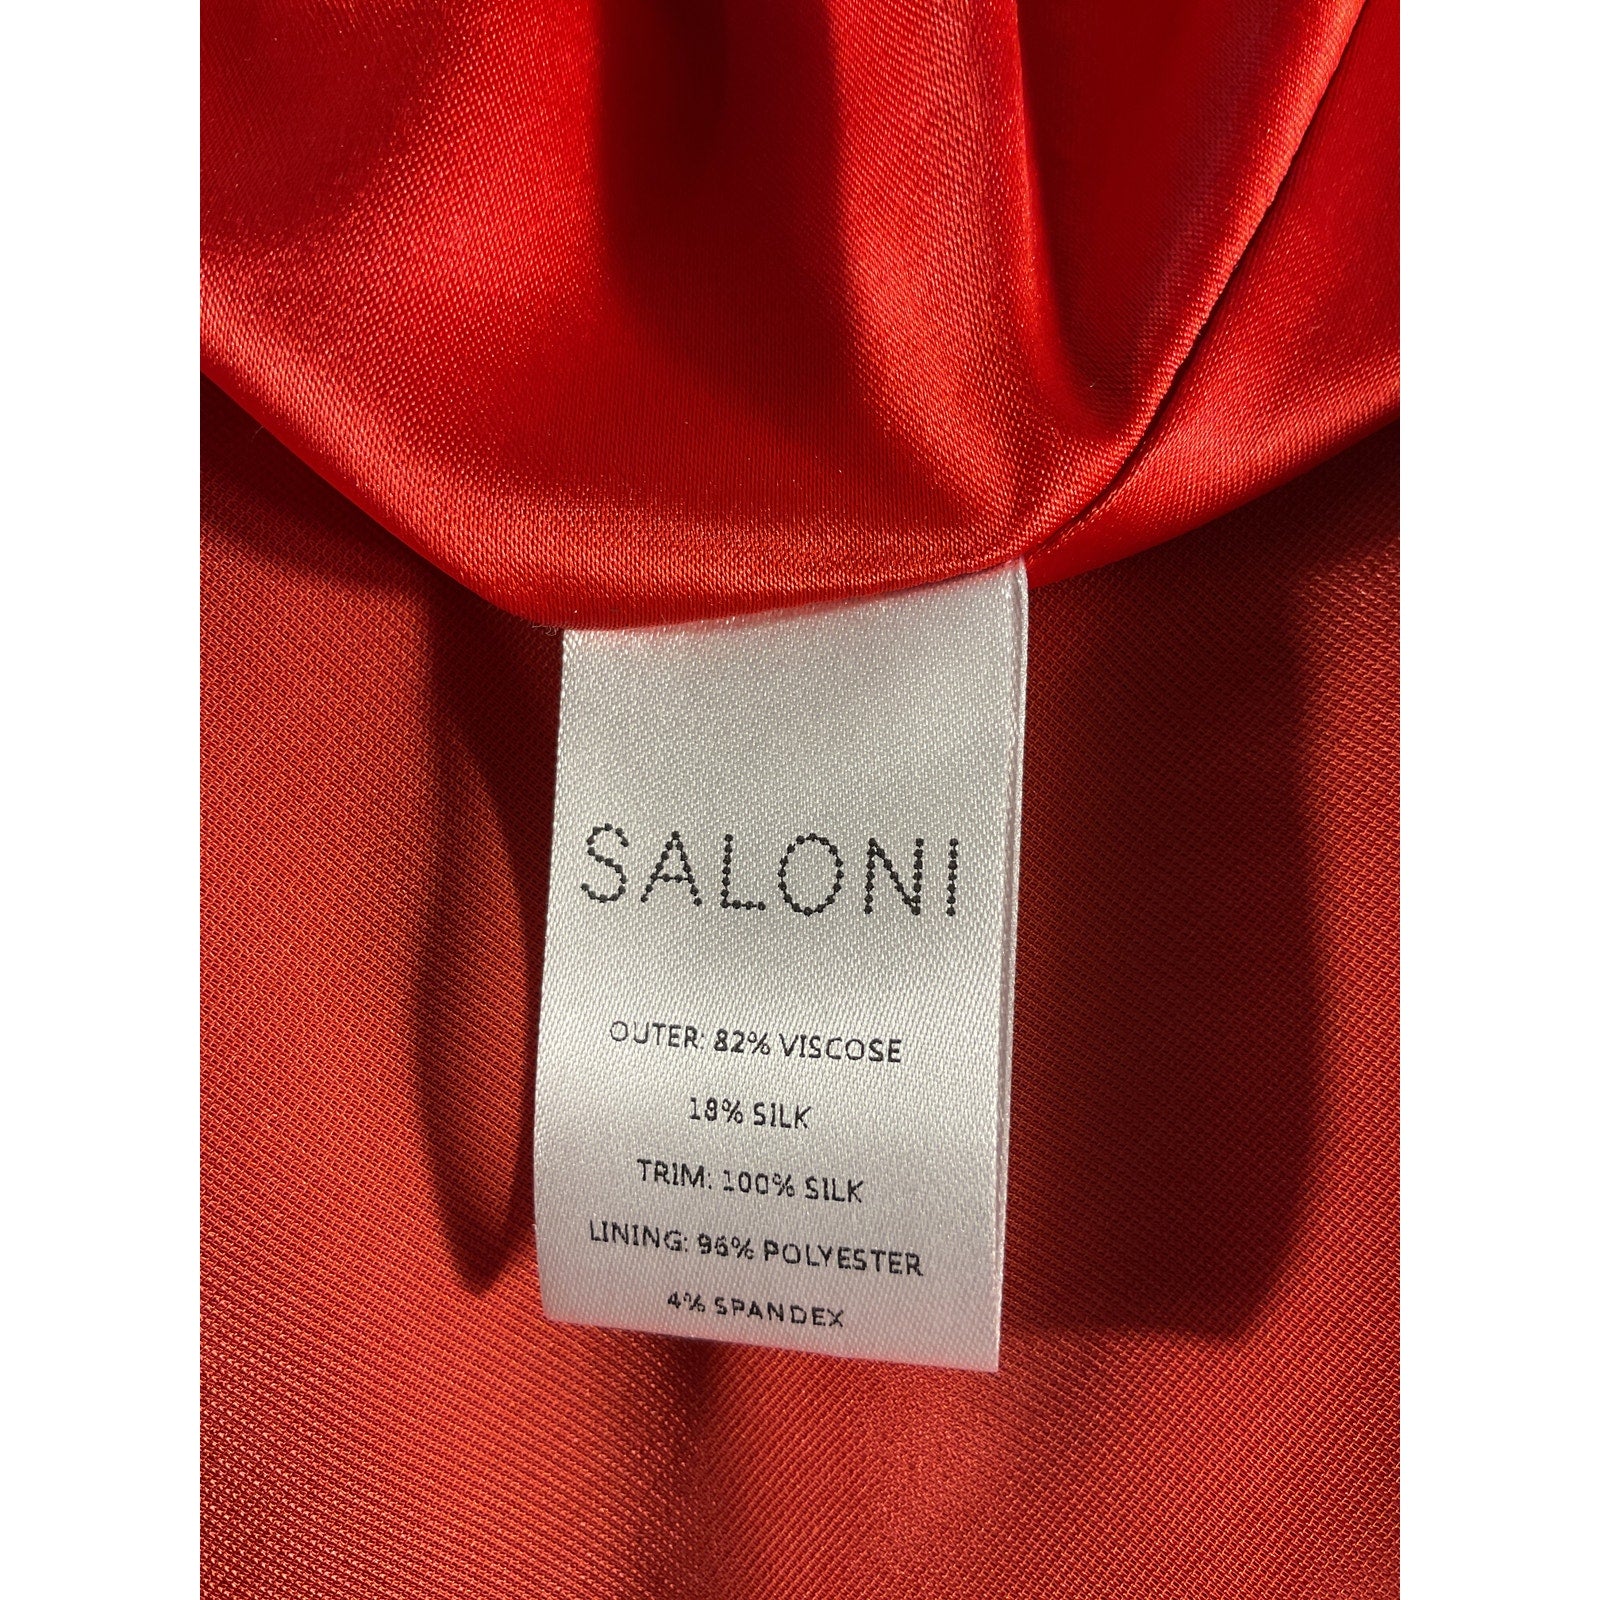 SALONI
OUTER: 82% VISCOSE
18% SILK
TRIM: 100% SILK
LINING: 96% POLYESTER
4% SPANDEX